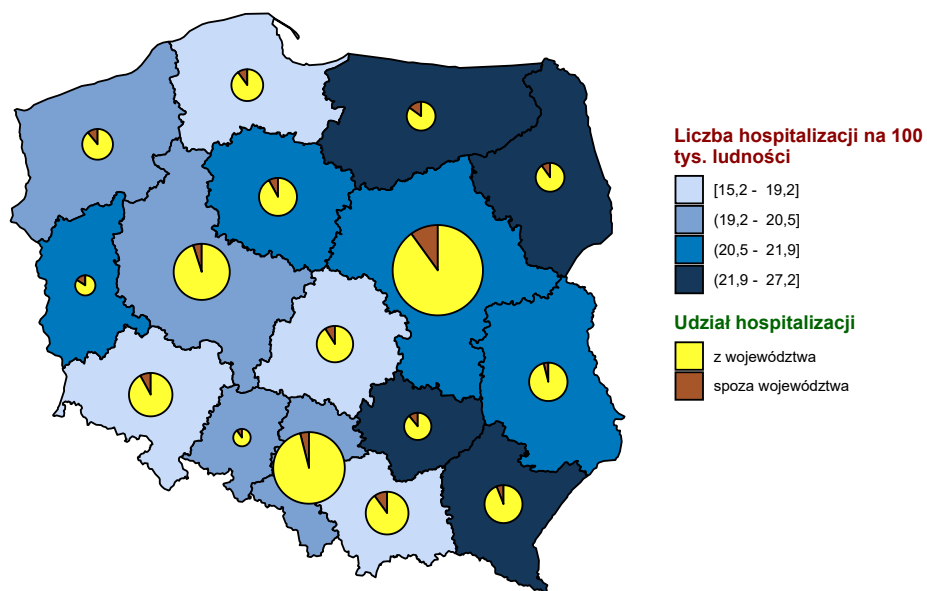 Liczba hospitalizacji na 100
tys. ludności
[15,2 - 19,2]
(19,2 - 20,5]
(20,5 - 21,9]
(21,9 - 27,2]
Udział hospitalizacji
z województwa
spoza województwa